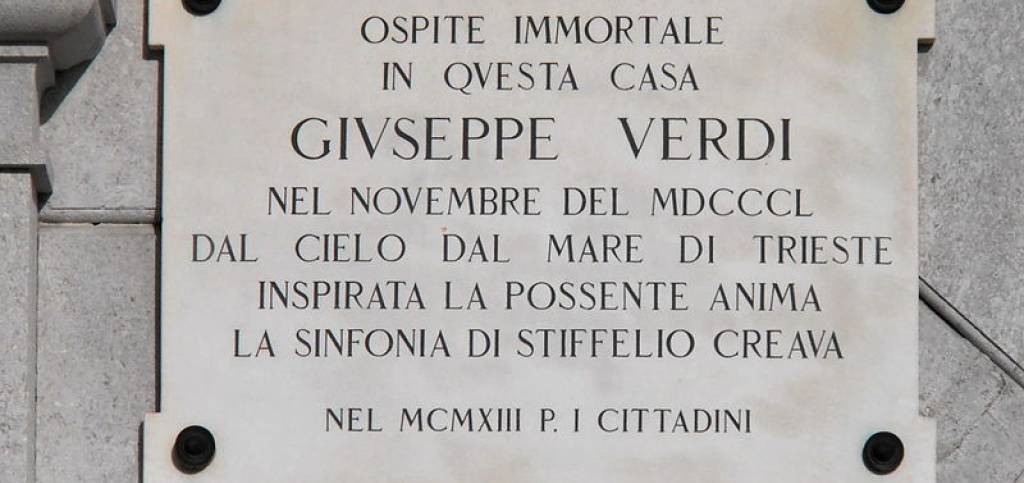 OSPITE IMMORTALE
IN QVESTA CASA
GIVSEPPE VERDI
NEL NOVEMBRE DEL MDCCCL
DAL CIELO DAL MARE DI TRIESTE
INSPIRATA LA POSSENTE ANIMA
LA SINFONIA DI STIFFELIO CREAVA
NEL MCMXIII P. I CITTADINI